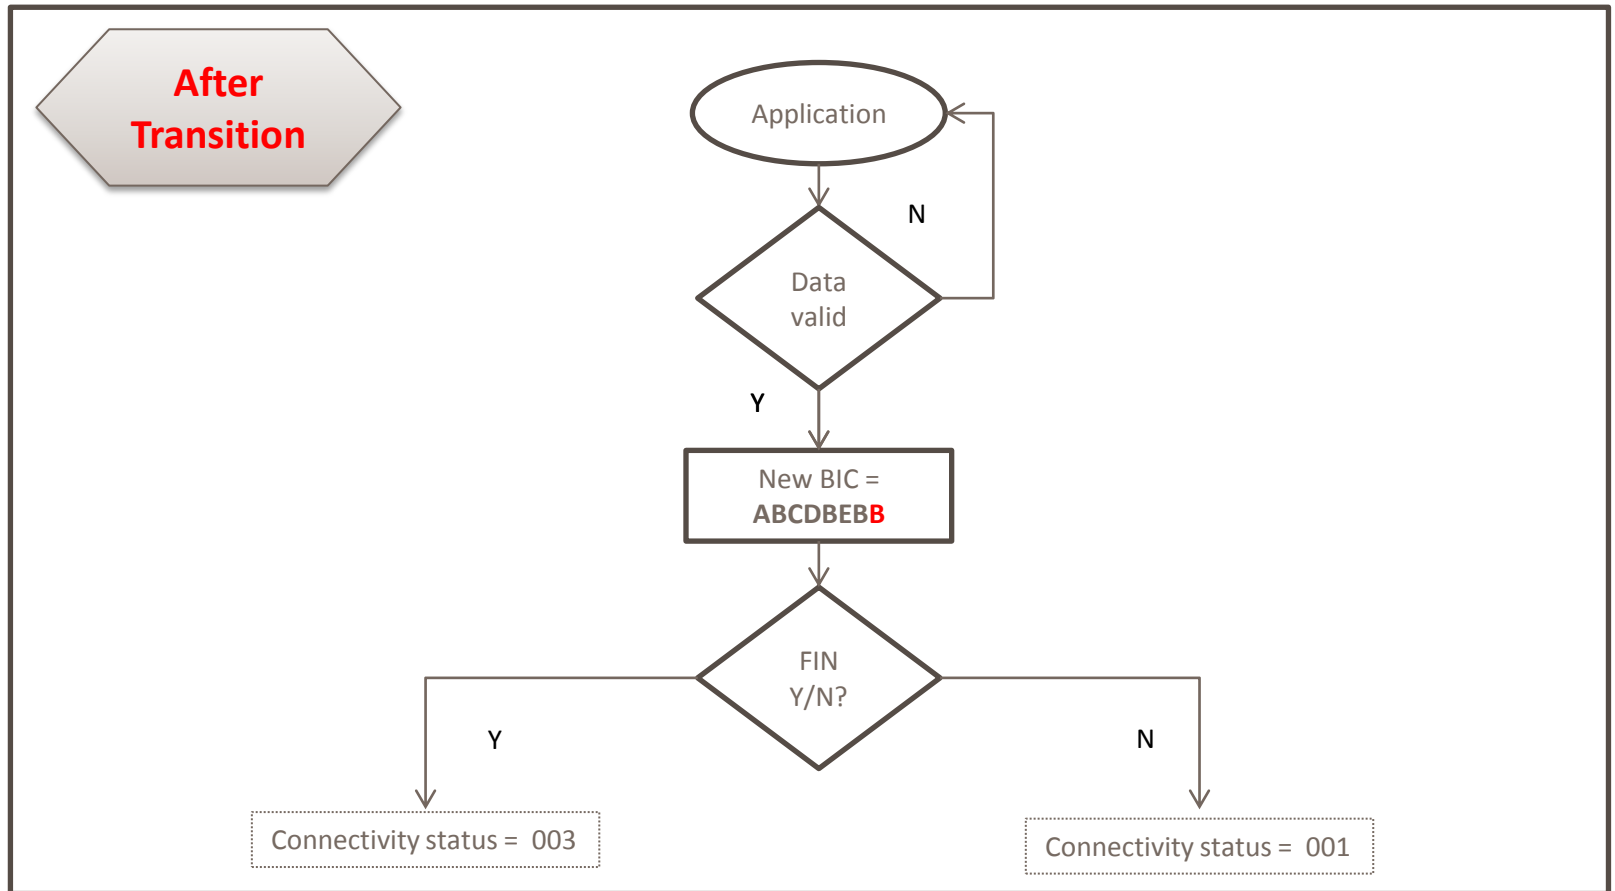 After
Transition
Application
N
Data
valid
Y
New BIC =
ABCDBEBB
FIN
Y/N?
Y
N
Connectivity status =  003
Connectivity status =  001